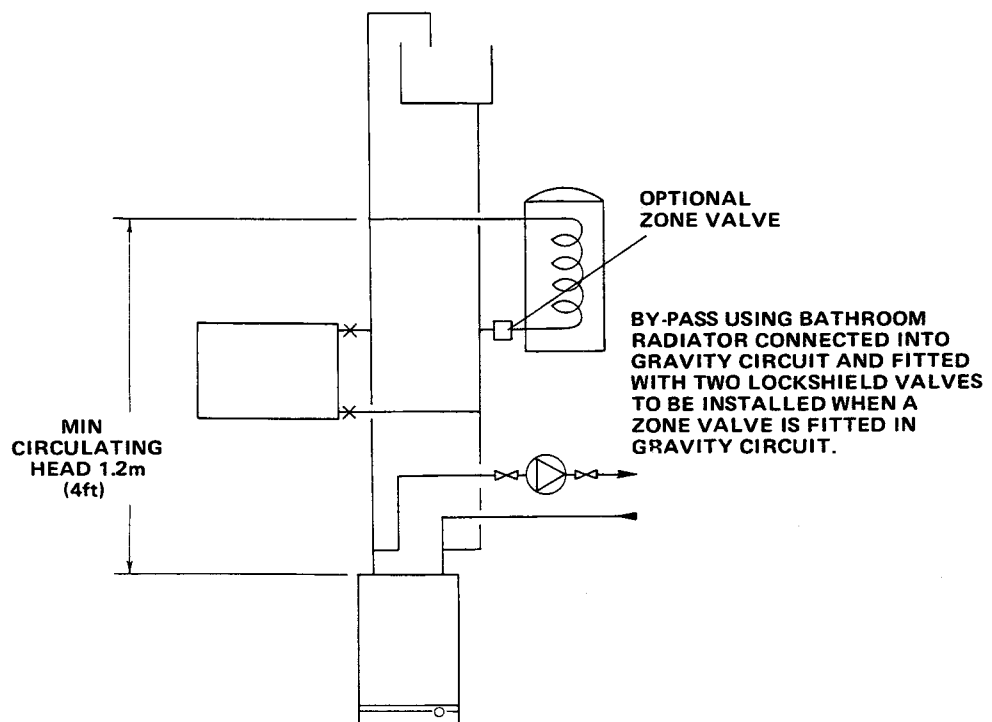 OPTIONAL
ZONE VALVE
BY-PASS USING BATHROOM
RADIATOR CONNECTED INTO
GRAVITY CIRCUIT AND FITTED
WITH TWO LOCKSHIELD VALVES
TO BE INSTALLED WHEN A
ZONE VALVE IS FITTED IN
GRAVITY CIRCUIT.
MIN
CIRCULATING
HEAD 1.2m
(4ft)